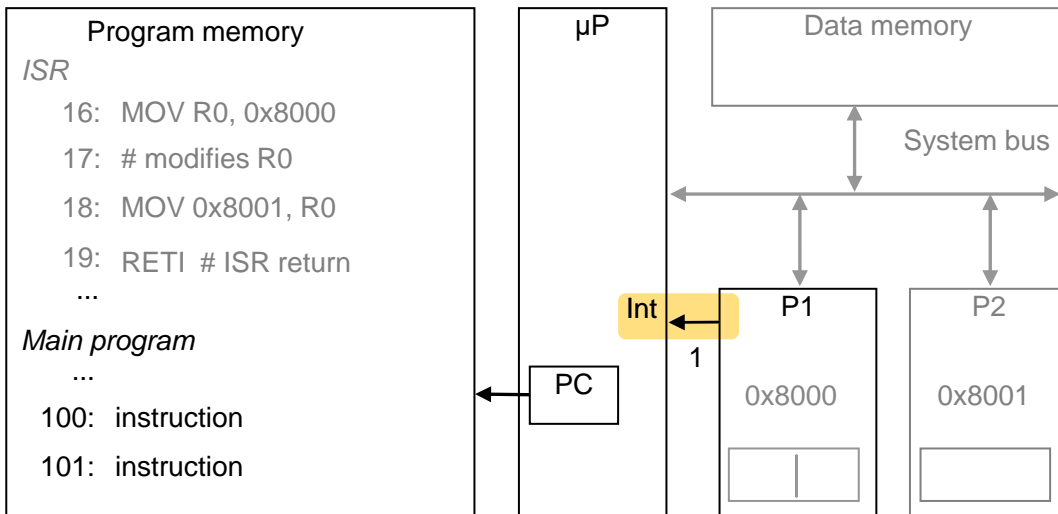 Program memory
ISR
16: MOV R0, 0x8000
17: # modifies R0
18: MOV 0x8001, R0
19: RETI # ISR return
...
Main program
...
100: instruction
101: instruction
µP
Int
PC
Data memory
System bus
1
P1
0x8000
P2
0x8001